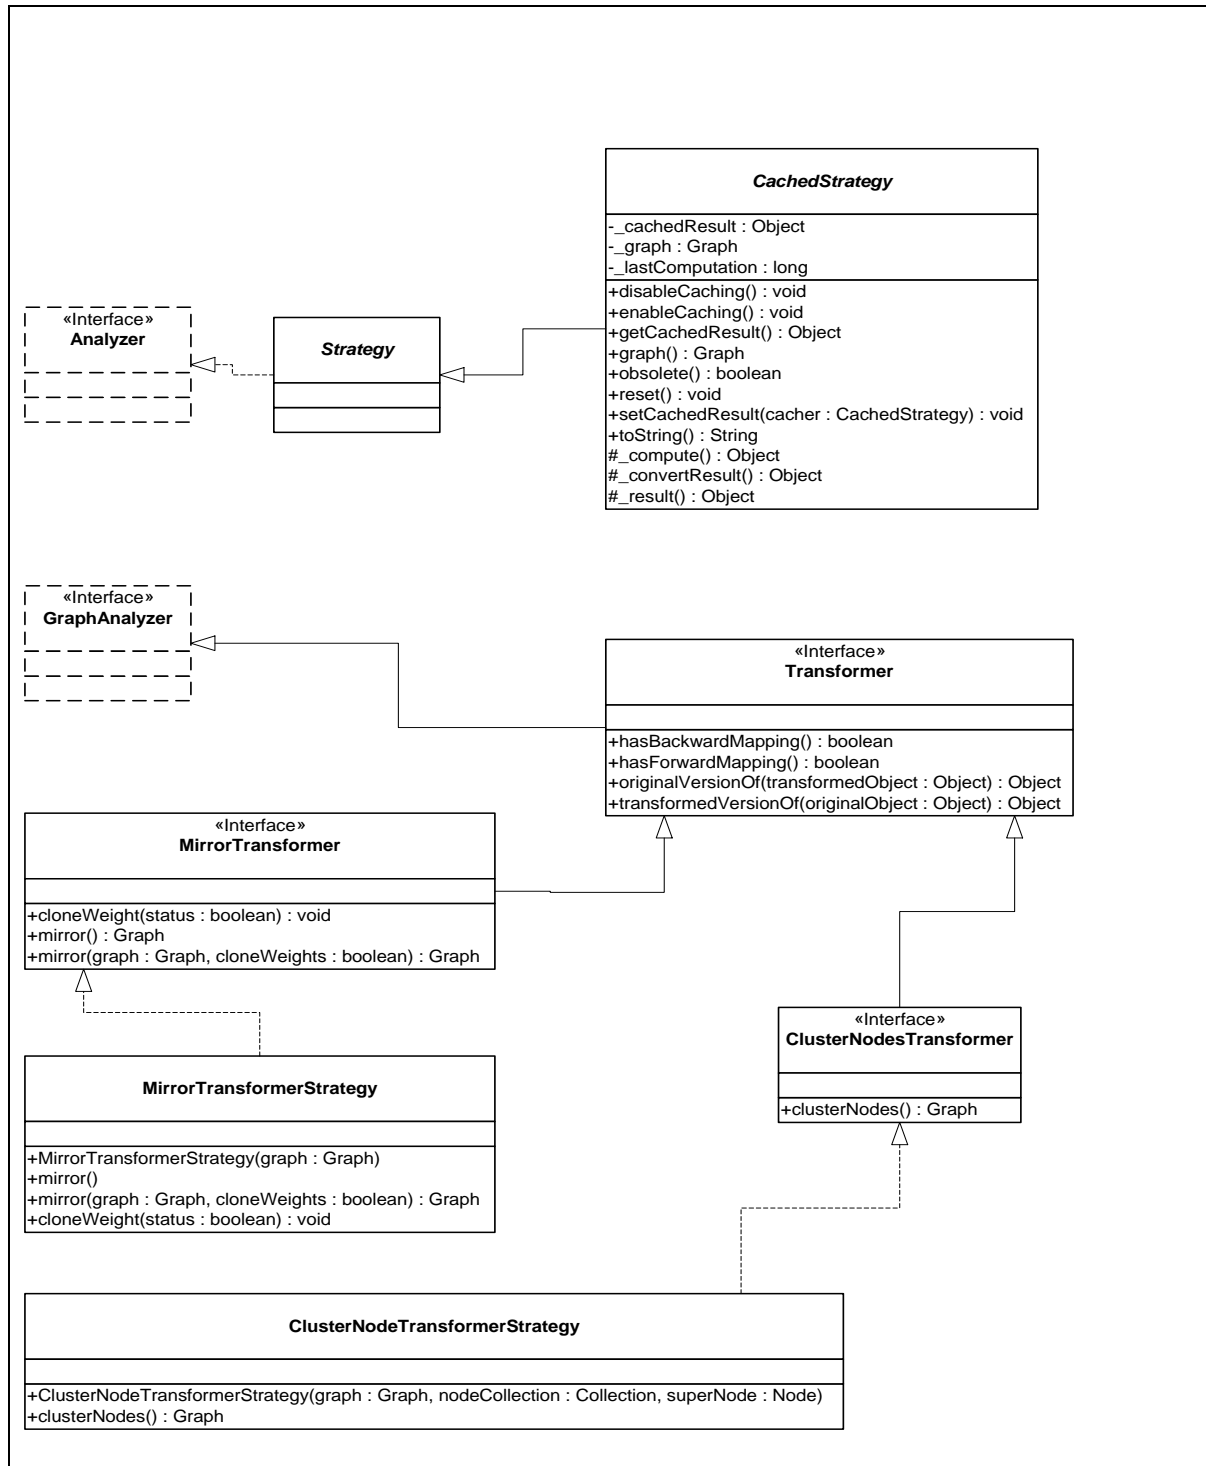 CachedStrategy
-_cachedResult : Object
-_graph : Graph
-_lastComputation : long
+disableCaching() : void
+enableCaching() : void
+getCachedResult() : Object
+graph() : Graph
+obsolete() : boolean
+reset() : void
+setCachedResult(cacher : CachedStrategy) : void
+toString() : String
#_compute() : Object
#_convertResult() : Object
#_result() : Object
«Interface»
Analyzer
Strategy
«Interface»
GraphAnalyzer
«Interface»
Transformer
+hasBackwardMapping() : boolean
+hasForwardMapping() : boolean
+originalVersionOf(transformedObject : Object) : Object
+transformedVersionOf(originalObject : Object) : Object
«Interface»
MirrorTransformer
+cloneWeight(status : boolean) : void
+mirror() : Graph
+mirror(graph : Graph, cloneWeights : boolean) : Graph
«Interface»
ClusterNodesTransformer
+clusterNodes() : Graph
MirrorTransformerStrategy
+MirrorTransformerStrategy(graph : Graph)
+mirror()
+mirror(graph : Graph, cloneWeights : boolean) : Graph
+cloneWeight(status : boolean) : void
ClusterNodeTransformerStrategy
+ClusterNodeTransformerStrategy(graph : Graph, nodeCollection : Collection, superNode : Node)
+clusterNodes() : Graph